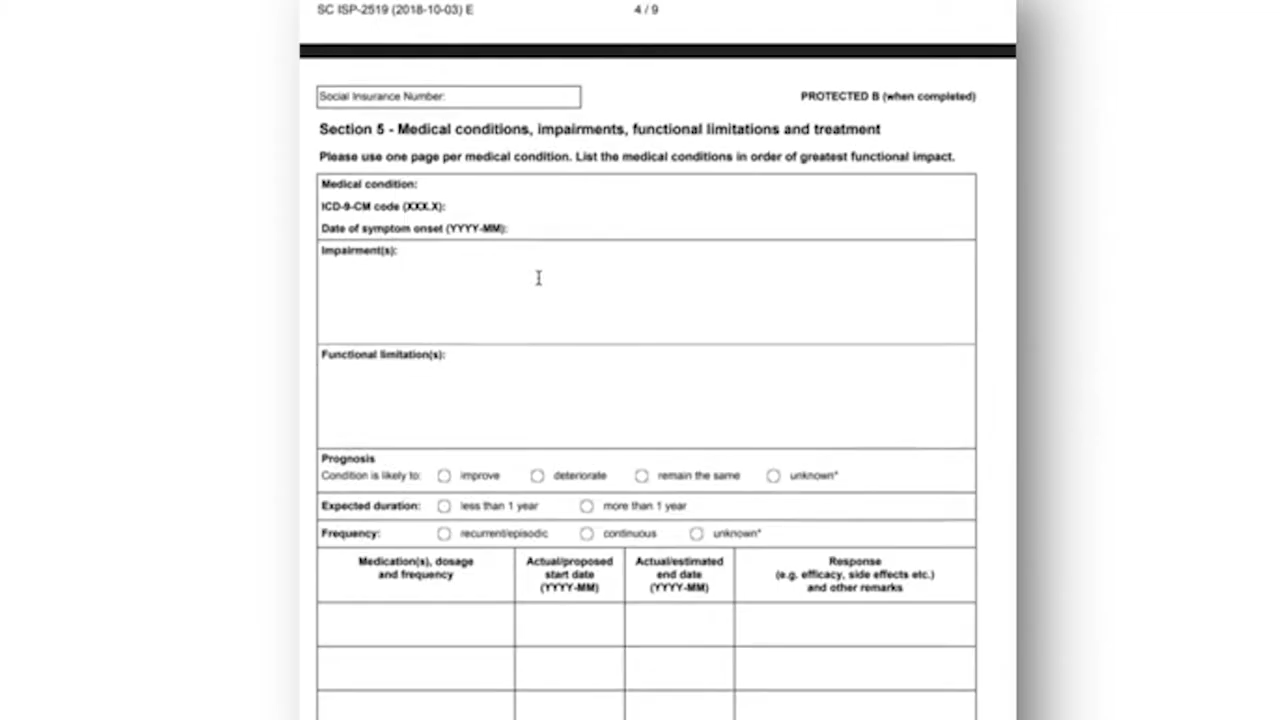 SC ISP-2519 (2018-10-03) E 4 / 9
Social Insurance Number: PROTECTED B (when completed)
Section 5 - Medical conditions, impairments, functional limitations and treatment
Please use one page per medical condition. List the medical conditions in order of greatest functional impact.
Medical condition:
ICD-9-CM code (XXX.X):
Date of symptom onset (YYYY-MM):
Impairment(s):
Functional limitation(s):
Prognosis
Condition is likely to: improve deteriorate remain the same unknown*
Expected duration: less than 1 year more than 1 year
Frequency: recurrent/episodic continuous unknown*
Medication(s), dosage
and frequency
Actual/proposed
start date
(YYYY-MM)
Actual/estimated
end date
(YYYY-MM)
Response
(e.g. efficacy, side effects etc.)
and other remarks